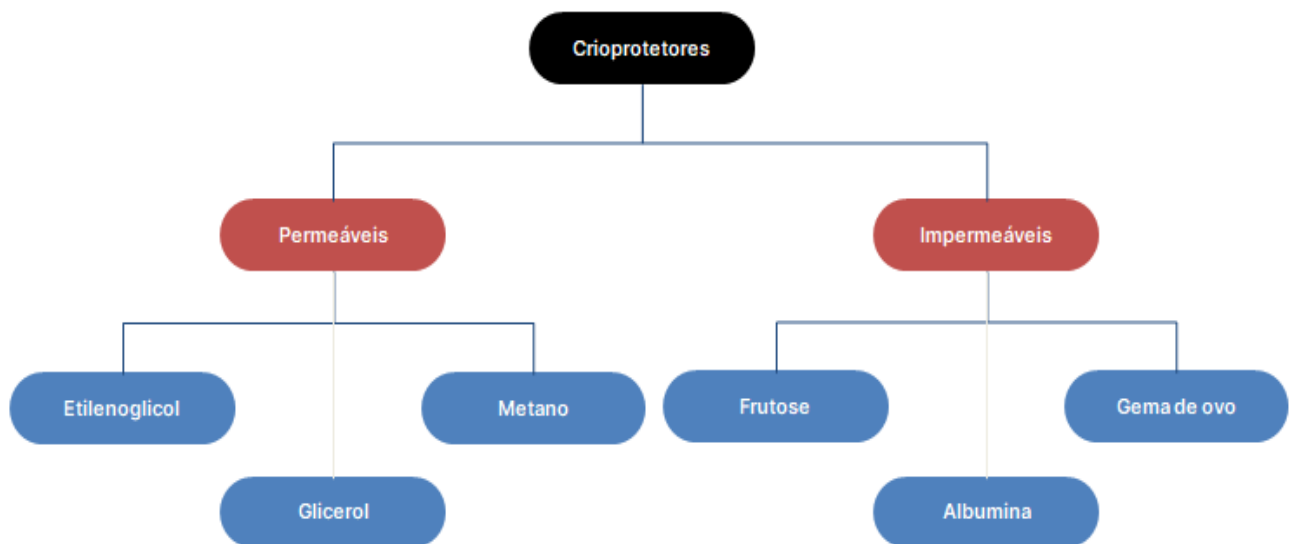 Crioprotetores
Permeáveis
Impermeáveis
Etilenoglicol
Metano
Frutose
Gema de ovo
Glicerol
Albumina